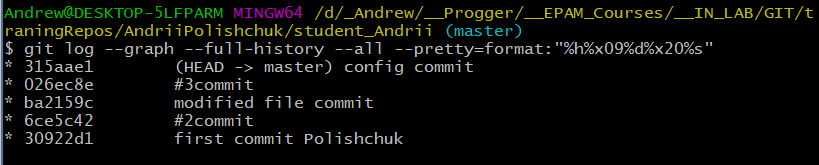 Andrew@DESKTOP-5LFPARM MINGW64 /d/_Andrew/__Progger/__EPAM_Courses/__IN_LAB/GIT/t
raningRepos/AndriiPolishchuk/student_Andrii (master)
$ git log --graph --full-history --all --pretty=format:"%h%x09%d%x20%s"
* 315aae1 (HEAD -> master) config commit
* 026ec8e #3commit
* ba2159c modified file commit
* 6ce5c42 #2commit
* 30922d1 first commit Polishchuk